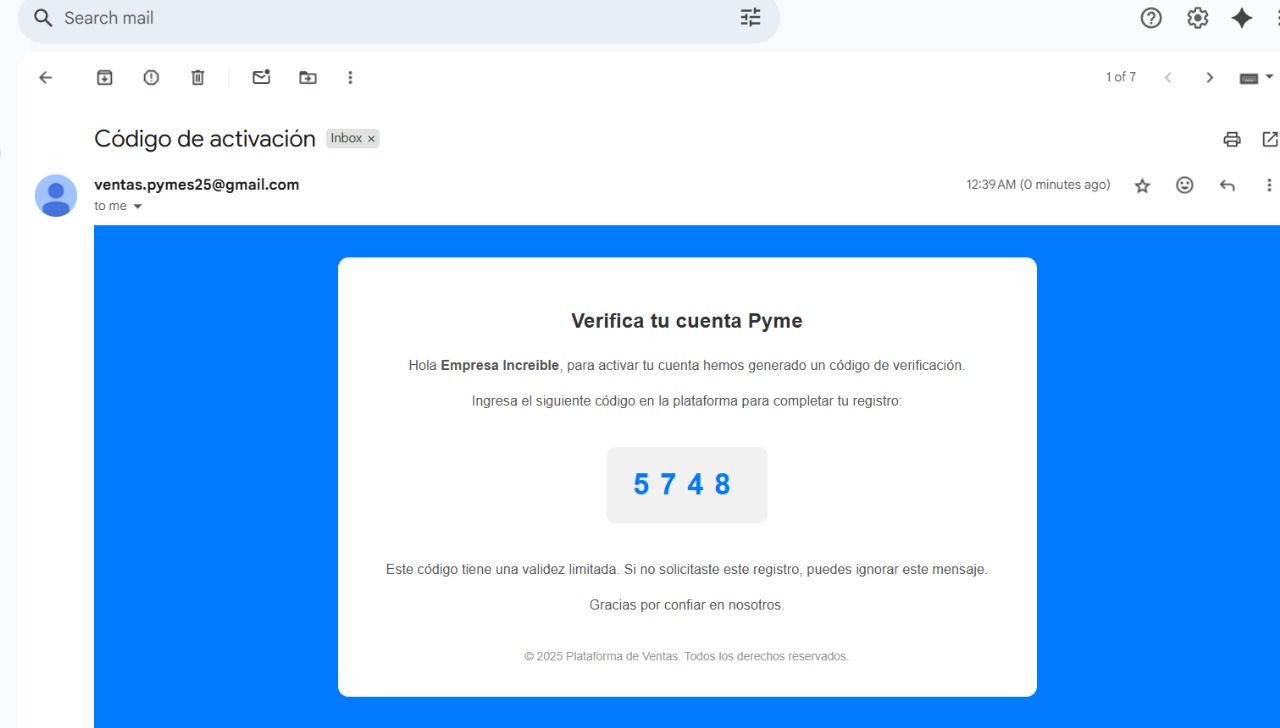 Search mail
1 of 7
Código de activación
Inbox ×
ventas.pymes25@gmail.com
12:39 AM (0 minutes ago)
to me
Verifica tu cuenta Pyme
Hola Empresa Increible, para activar tu cuenta hemos generado un código de verificación.
Ingresa el siguiente código en la plataforma para completar tu registro:
5748
Este código tiene una validez limitada. Si no solicitaste este registro, puedes ignorar este mensaje.
Gracias por confiar en nosotros.
© 2025 Plataforma de Ventas. Todos los derechos reservados.